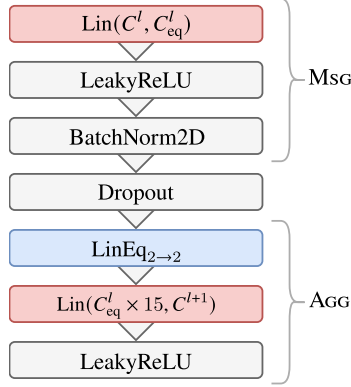 Lin(C^l, C^l_eq)
LeakyReLU
BatchNorm2D
MSG
Dropout
LinEq_2→2
Lin(C^l_eq × 15, C^{l+1})
LeakyReLU
AGG